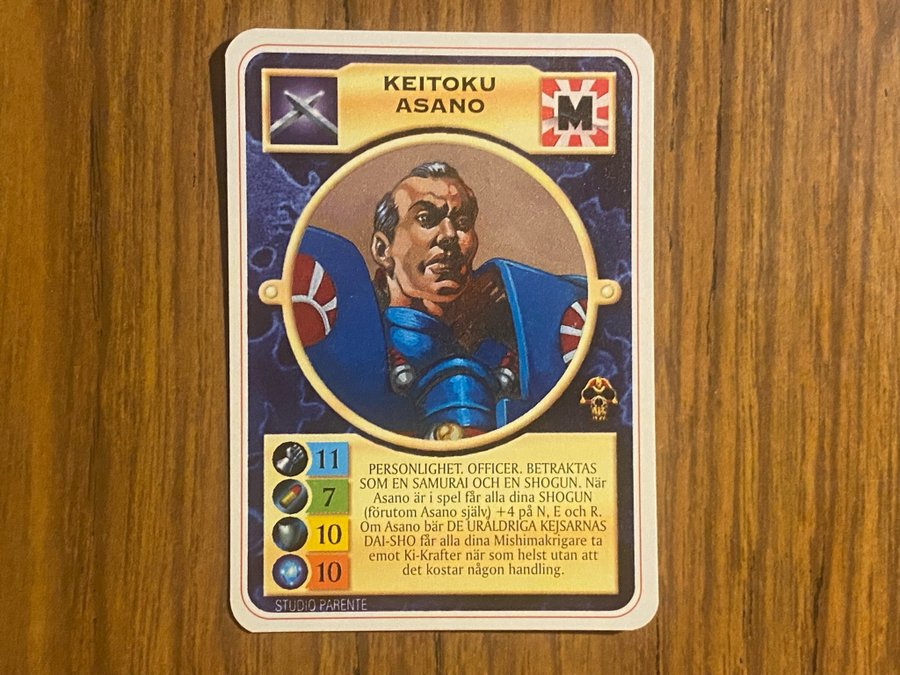 KEITOKU
ASANO
M
11
7
10
10
PERSONLIGHET. OFFICER. BETRAKTAS
SOM EN SAMURAI OCH EN SHOGUN. När
Asano är i spel får alla dina SHOGUN
(förutom Asano själv) +4 på N, E och R.
Om Asano bär DE URÅLDRIGA KEJSARNAS
DAI-SHO får alla dina Mishimakrigare ta
emot Ki-Krafter när som helst utan att
det kostar någon handling.
STUDIO PARENTE